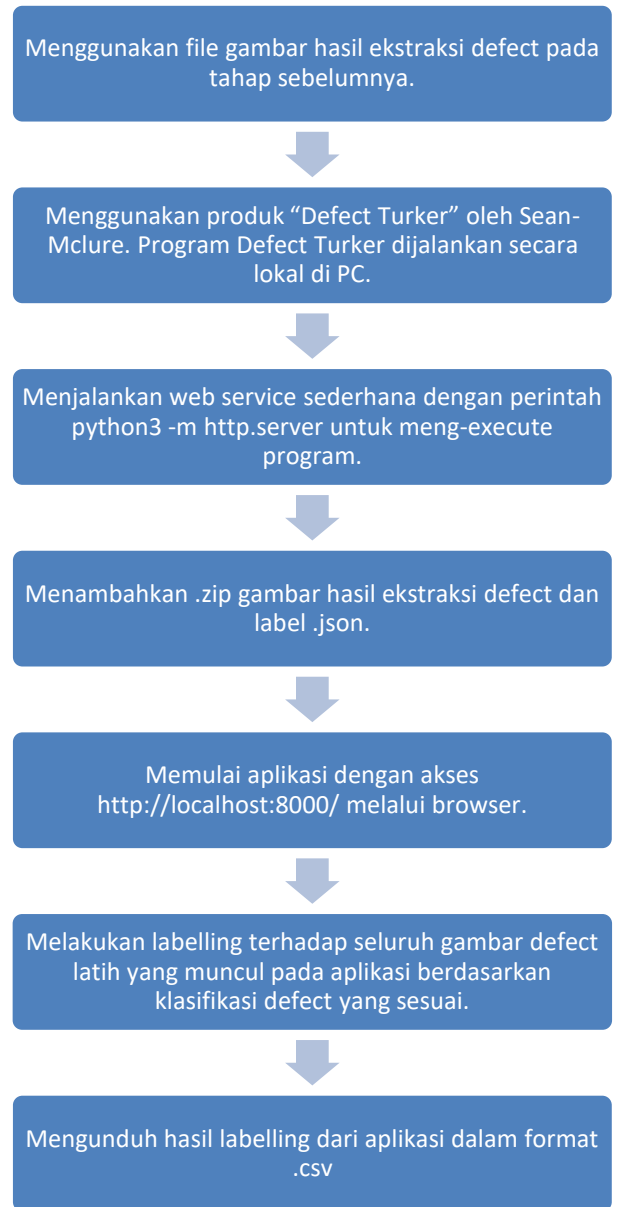 Menggunakan file gambar hasil ekstraksi defect pada
tahap sebelumnya.
Menggunakan produk “Defect Turker” oleh Sean-
Mclure. Program Defect Turker dijalankan secara
lokal di PC.
Menjalankan web service sederhana dengan perintah
python3 -m http.server untuk meng-execute
program.
Menambahkan .zip gambar hasil ekstraksi defect dan
label .json.
Memulai aplikasi dengan akses
http://localhost:8000/ melalui browser.
Melakukan labelling terhadap seluruh gambar defect
latih yang muncul pada aplikasi berdasarkan
klasifikasi defect yang sesuai.
Mengunduh hasil labelling dari aplikasi dalam format
.csv